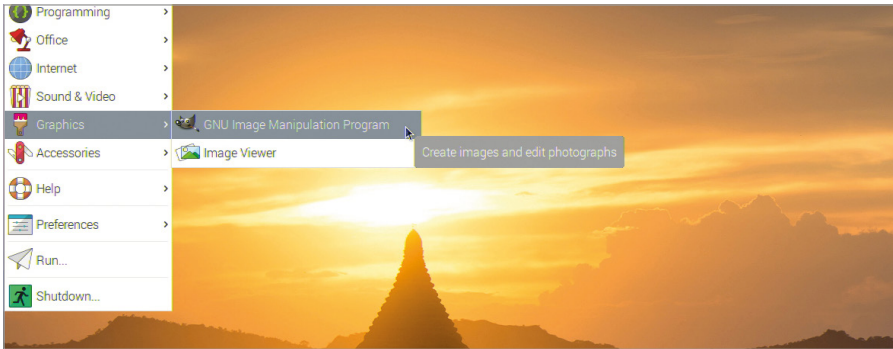 Programming
Office
Internet
Sound & Video
Graphics
GNU Image Manipulation Program
Accessories
Image Viewer
Create images and edit photographs
Help
Preferences
Run...
Shutdown...